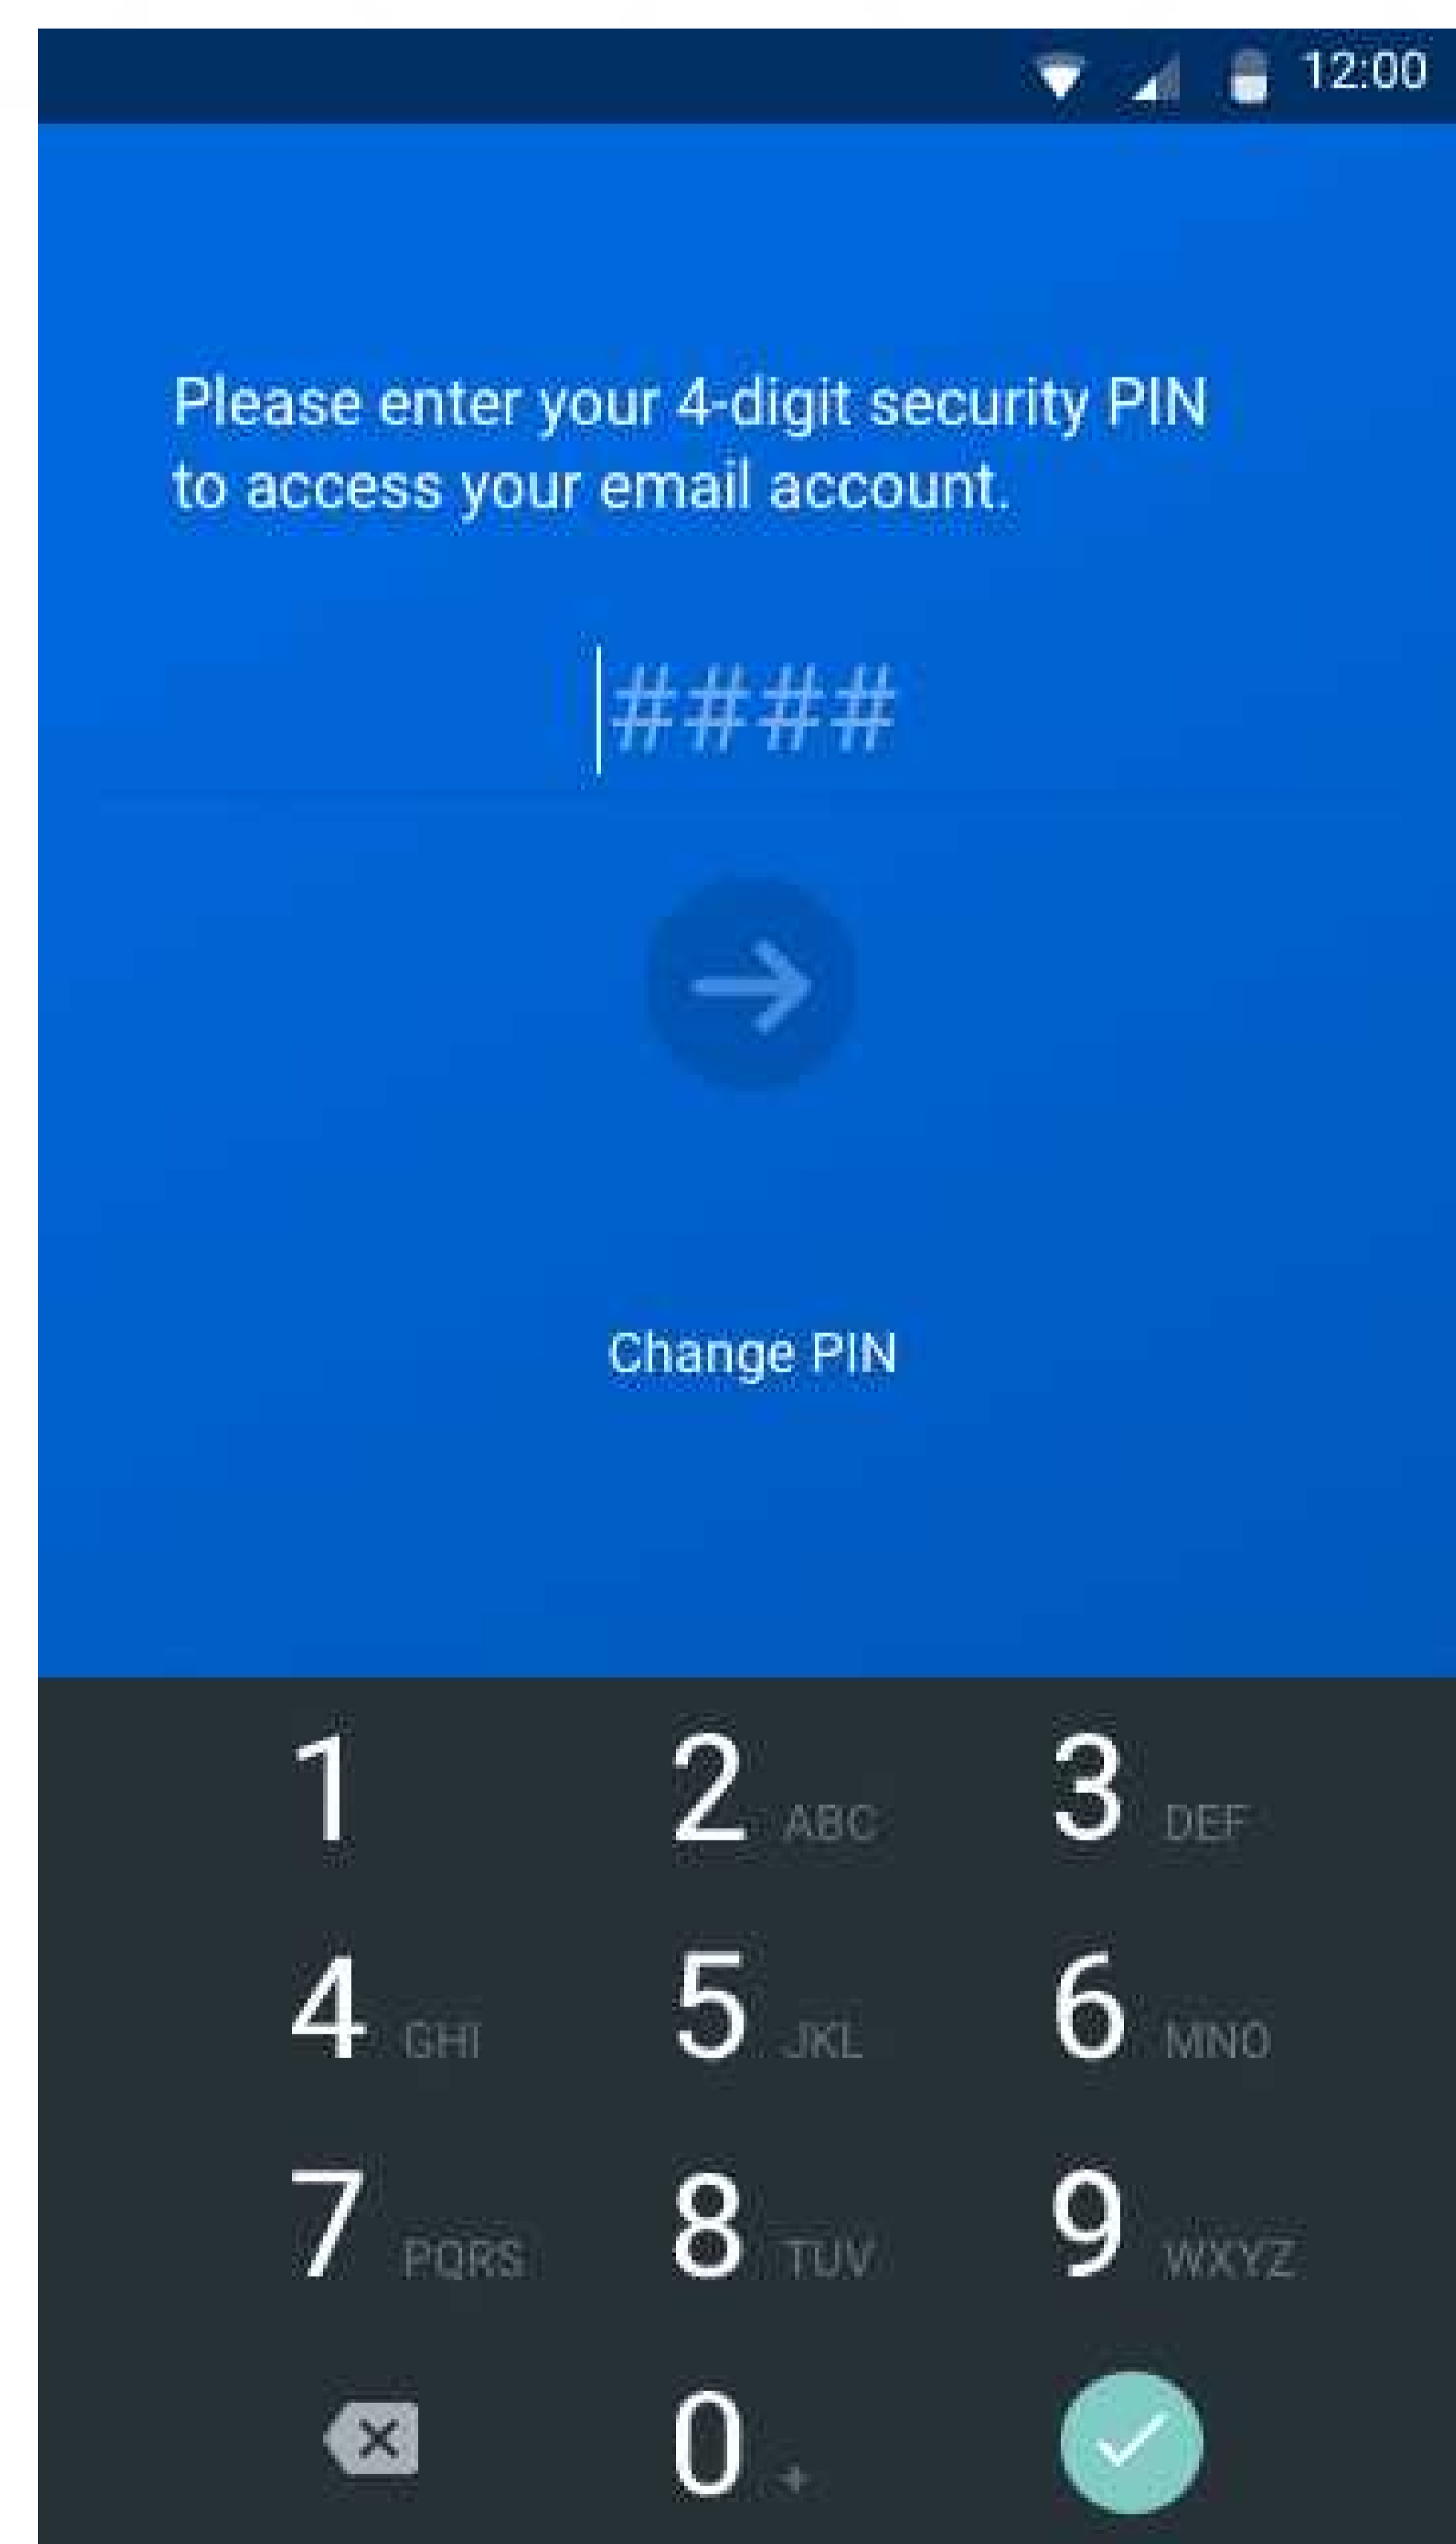 12:00
Please enter your 4-digit security PIN
to access your email account.
####
Change PIN
1 2 ABC 3 DEF
4 GHI 5 JKL 6 MNO
7 PQRS 8 TUV 9 WXYZ
0 +